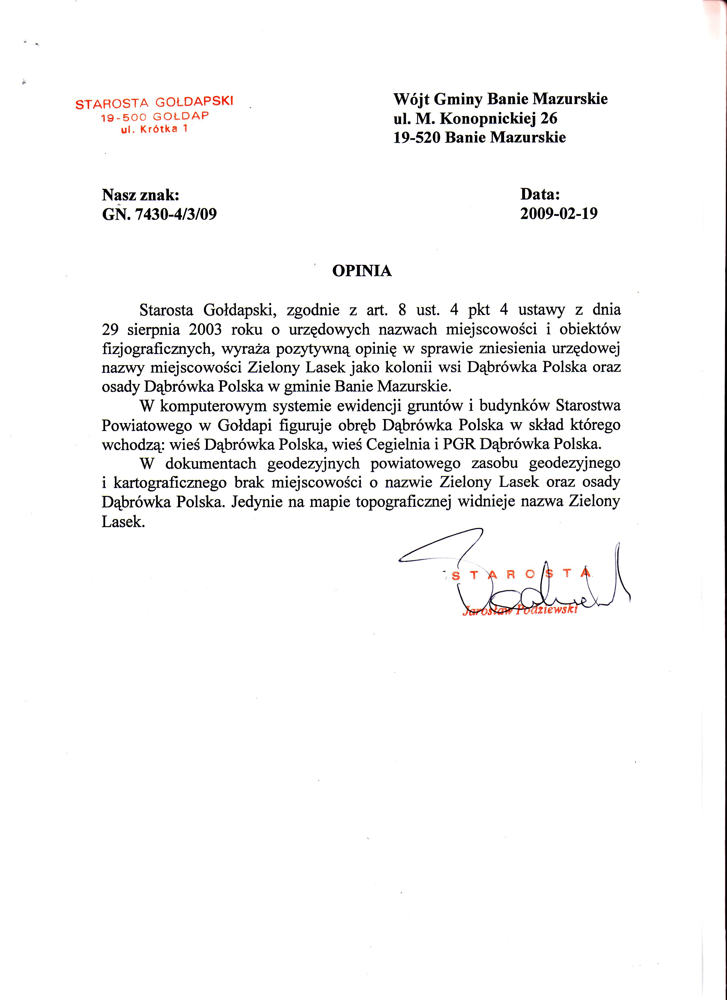 STAROSTA GOŁDAPSKI
19-500 GOŁDAP
ul. Krótka 1
Wójt Gminy Banie Mazurskie
ul. M. Konopnickiej 26
19-520 Banie Mazurskie
Nasz znak:
GN. 7430-4/3/09
Data:
2009-02-19
OPINIA
Starosta Gołdapski, zgodnie z art. 8 ust. 4 pkt 4 ustawy z dnia
29 sierpnia 2003 roku o urzędowych nazwach miejscowości i obiektów
fizjograficznych, wyraża pozytywną opinię w sprawie zniesienia urzędowej
nazwy miejscowości Zielony Lasek jako kolonii wsi Dąbrówka Polska oraz
osady Dąbrówka Polska w gminie Banie Mazurskie.
W komputerowym systemie ewidencji gruntów i budynków Starostwa
Powiatowego w Gołdapi figuruje obręb Dąbrówka Polska w skład którego
wchodzą: wieś Dąbrówka Polska, wieś Cegielnia i PGR Dąbrówka Polska.
W dokumentach geodezyjnych powiatowego zasobu geodezyjnego
i kartograficznego brak miejscowości o nazwie Zielony Lasek oraz osady
Dąbrówka Polska. Jedynie na mapie topograficznej widnieje nazwa Zielony
Lasek.
STAROSTA
Jarosław Podziewski